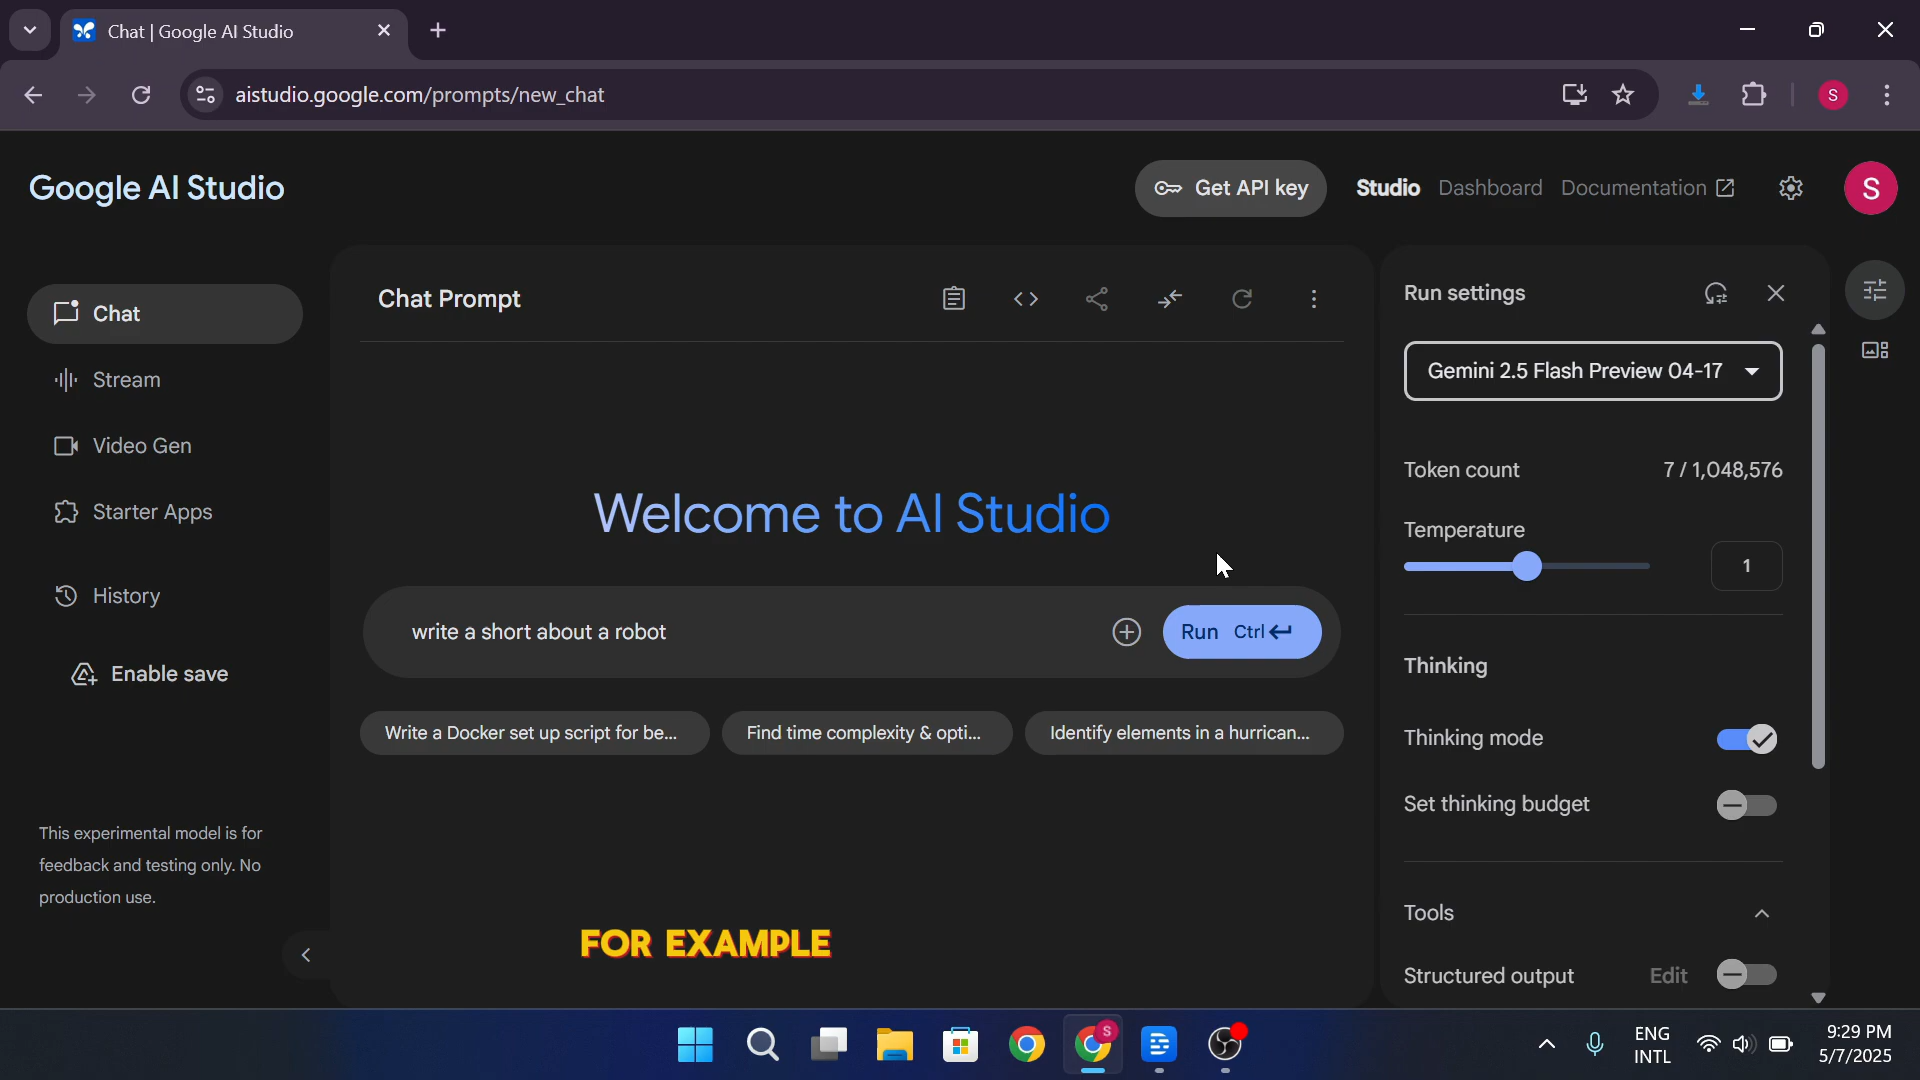 Chat | Google AI Studio
aistudio.google.com/prompts/new_chat
S
Google AI Studio
Get API key
Studio
Dashboard
Documentation
S
Chat
Stream
Video Gen
Starter Apps
History
Enable save
This experimental model is for
feedback and testing only. No
production use.
Chat Prompt
Welcome to AI Studio
write a short about a robot
Run Ctrl
Write a Docker set up script for be...
Find time complexity & opti...
Identify elements in a hurrican...
FOR EXAMPLE
Run settings
Gemini 2.5 Flash Preview 04-17
Token count 7 / 1,048,576
Temperature
1
Thinking
Thinking mode
Set thinking budget
Tools
Structured output Edit
S
ENG
INTL
9:29 PM
5/7/2025